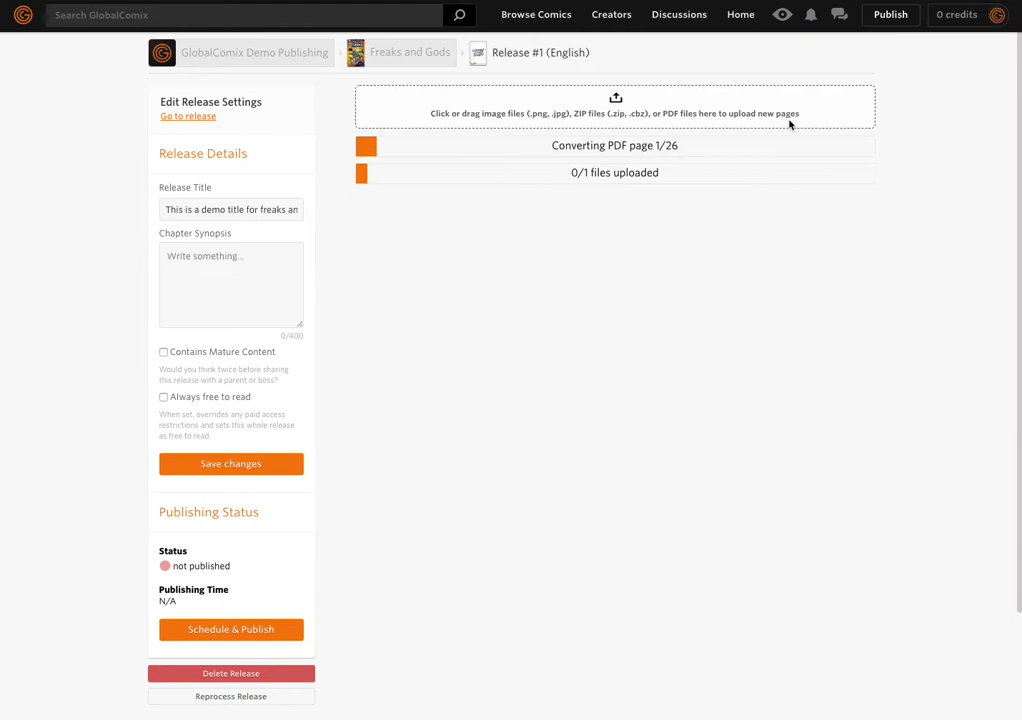 Search GlobalComix
Browse Comics
Creators
Discussions
Home
Publish
0 credits
GlobalComix Demo Publishing
Freaks and Gods
Release #1 (English)
Edit Release Settings
Go to release
Release Details
Release Title
This is a demo title for freaks an
Chapter Synopsis
Write something...
0/400
Contains Mature Content
Would you think twice before sharing
this release with a parent or boss?
Always free to read
When set, overrides any paid access
restrictions and sets this whole release
as free to read.
Save changes
Publishing Status
Status
not published
Publishing Time
N/A
Schedule & Publish
Delete Release
Reprocess Release
Click or drag image files (.png, .jpg), ZIP files (.zip, .cbz), or PDF files here to upload new pages
Converting PDF page 1/26
0/1 files uploaded